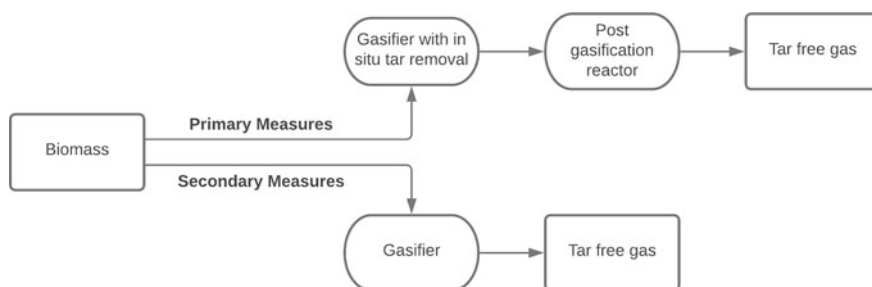 Gasifier with in
situ tar removal
Post
gasification
reactor
Tar free gas
Primary Measures
Biomass
Secondary Measures
Gasifier
Tar free gas